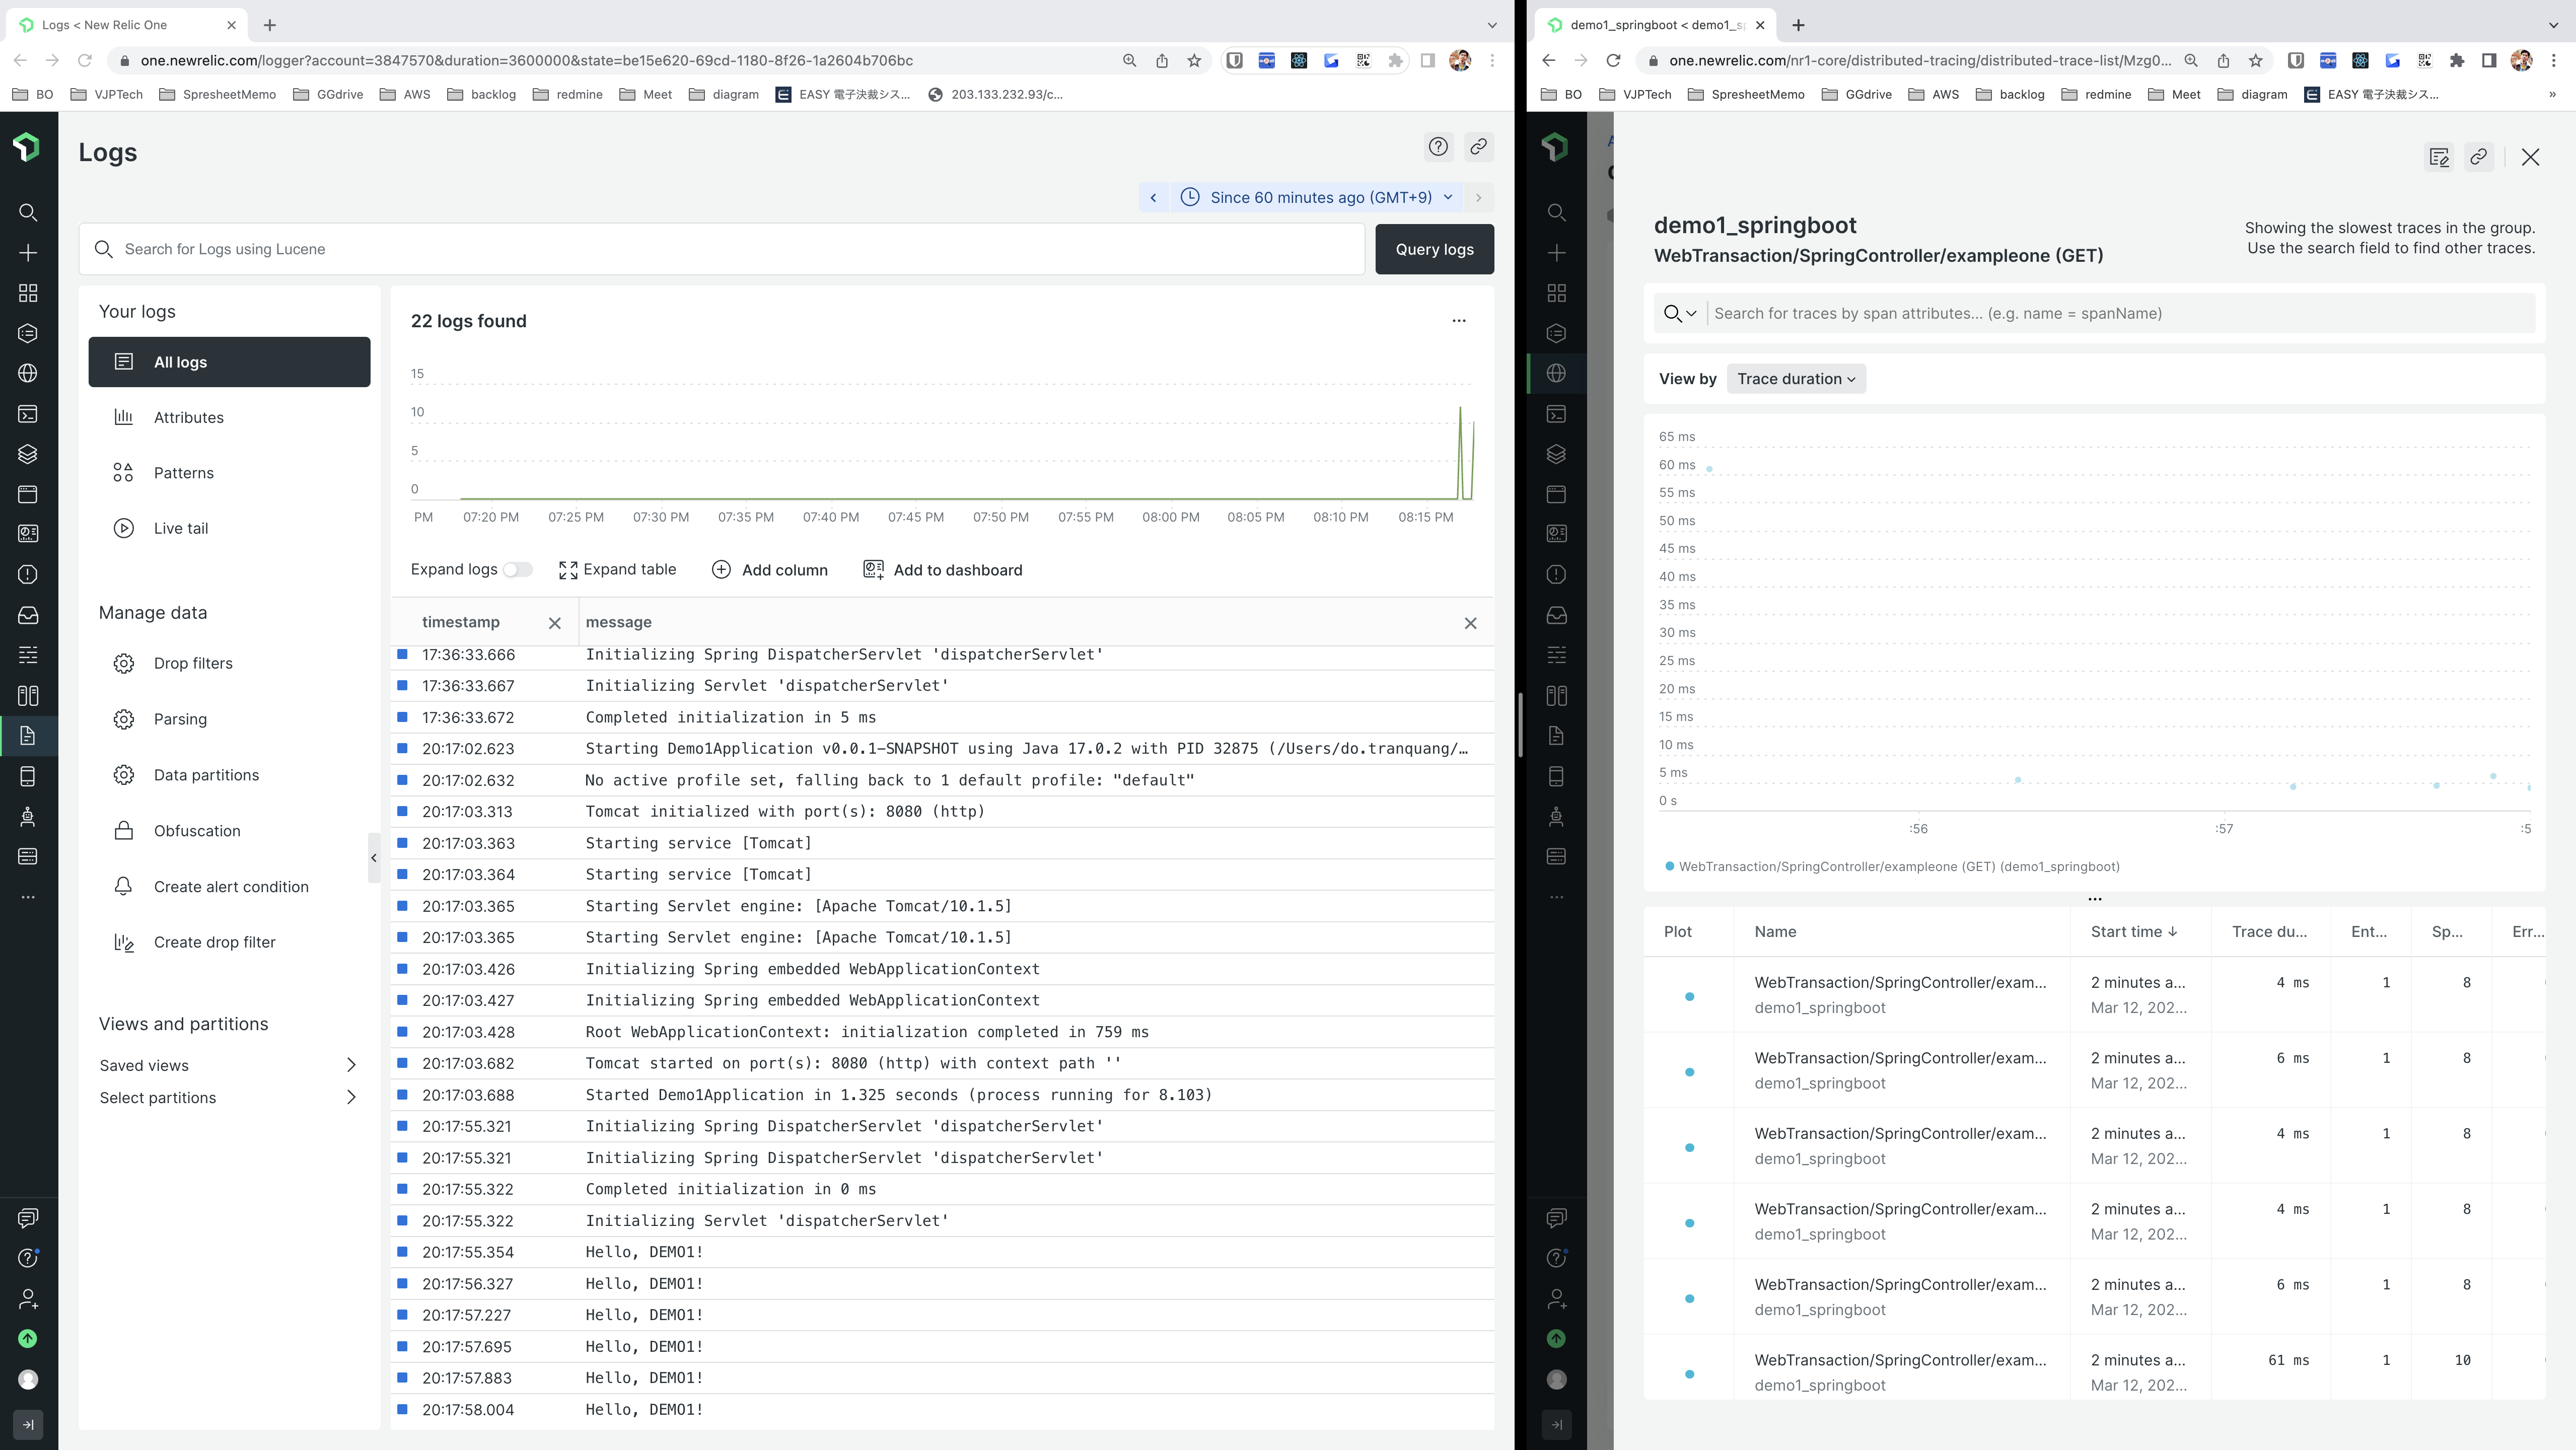 Logs < New Relic One
one.newrelic.com/logger?account=3847570&duration=3600000&state=be15e620-69cd-1180-8f26-1a2604b706bc
BO VJPTech SpresheetMemo GGdrive AWS backlog redmine Meet diagram EASY 電子決裁シス... 203.133.232.93/c...
Logs
Since 60 minutes ago (GMT+9)
Search for Logs using Lucene
Query logs
Your logs
All logs
Attributes
Patterns
Live tail
Manage data
Drop filters
Parsing
Data partitions
Obfuscation
Create alert condition
Create drop filter
Views and partitions
Saved views
Select partitions
22 logs found
15
10
5
0
PM 07:20 PM 07:25 PM 07:30 PM 07:35 PM 07:40 PM 07:45 PM 07:50 PM 07:55 PM 08:00 PM 08:05 PM 08:10 PM 08:15 PM
Expand logs Expand table Add column Add to dashboard
timestamp message
17:36:33.666 Initializing Spring DispatcherServlet 'dispatcherServlet'
17:36:33.667 Initializing Servlet 'dispatcherServlet'
17:36:33.672 Completed initialization in 5 ms
20:17:02.623 Starting Demo1Application v0.0.1-SNAPSHOT using Java 17.0.2 with PID 32875 (/Users/do.tranquang/…
20:17:02.632 No active profile set, falling back to 1 default profile: "default"
20:17:03.313 Tomcat initialized with port(s): 8080 (http)
20:17:03.363 Starting service [Tomcat]
20:17:03.364 Starting service [Tomcat]
20:17:03.365 Starting Servlet engine: [Apache Tomcat/10.1.5]
20:17:03.365 Starting Servlet engine: [Apache Tomcat/10.1.5]
20:17:03.426 Initializing Spring embedded WebApplicationContext
20:17:03.427 Initializing Spring embedded WebApplicationContext
20:17:03.428 Root WebApplicationContext: initialization completed in 759 ms
20:17:03.682 Tomcat started on port(s): 8080 (http) with context path ''
20:17:03.688 Started Demo1Application in 1.325 seconds (process running for 8.103)
20:17:55.321 Initializing Spring DispatcherServlet 'dispatcherServlet'
20:17:55.321 Initializing Spring DispatcherServlet 'dispatcherServlet'
20:17:55.322 Completed initialization in 0 ms
20:17:55.322 Initializing Servlet 'dispatcherServlet'
20:17:55.354 Hello, DEMO1!
20:17:56.327 Hello, DEMO1!
20:17:57.227 Hello, DEMO1!
20:17:57.695 Hello, DEMO1!
20:17:57.883 Hello, DEMO1!
20:17:58.004 Hello, DEMO1!
demo1_springboot < demo1_s
one.newrelic.com/nr1-core/distributed-tracing/distributed-trace-list/Mzg0...
BO VJPTech SpresheetMemo GGdrive AWS backlog redmine Meet diagram EASY 電子決裁シス... »
demo1_springboot
WebTransaction/SpringController/exampleone (GET)
Showing the slowest traces in the group.
Use the search field to find other traces.
Search for traces by span attributes... (e.g. name = spanName)
View by Trace duration
65 ms
60 ms
55 ms
50 ms
45 ms
40 ms
35 ms
30 ms
25 ms
20 ms
15 ms
10 ms
5 ms
0 s
:56 :57 :5
WebTransaction/SpringController/exampleone (GET) (demo1_springboot)
Plot Name Start time ↓ Trace du... Ent... Sp... Err...
WebTransaction/SpringController/exam... 2 minutes a... 4 ms 1 8
demo1_springboot Mar 12, 202...
WebTransaction/SpringController/exam... 2 minutes a... 6 ms 1 8
demo1_springboot Mar 12, 202...
WebTransaction/SpringController/exam... 2 minutes a... 4 ms 1 8
demo1_springboot Mar 12, 202...
WebTransaction/SpringController/exam... 2 minutes a... 4 ms 1 8
demo1_springboot Mar 12, 202...
WebTransaction/SpringController/exam... 2 minutes a... 6 ms 1 8
demo1_springboot Mar 12, 202...
WebTransaction/SpringController/exam... 2 minutes a... 61 ms 1 10
demo1_springboot Mar 12, 202...